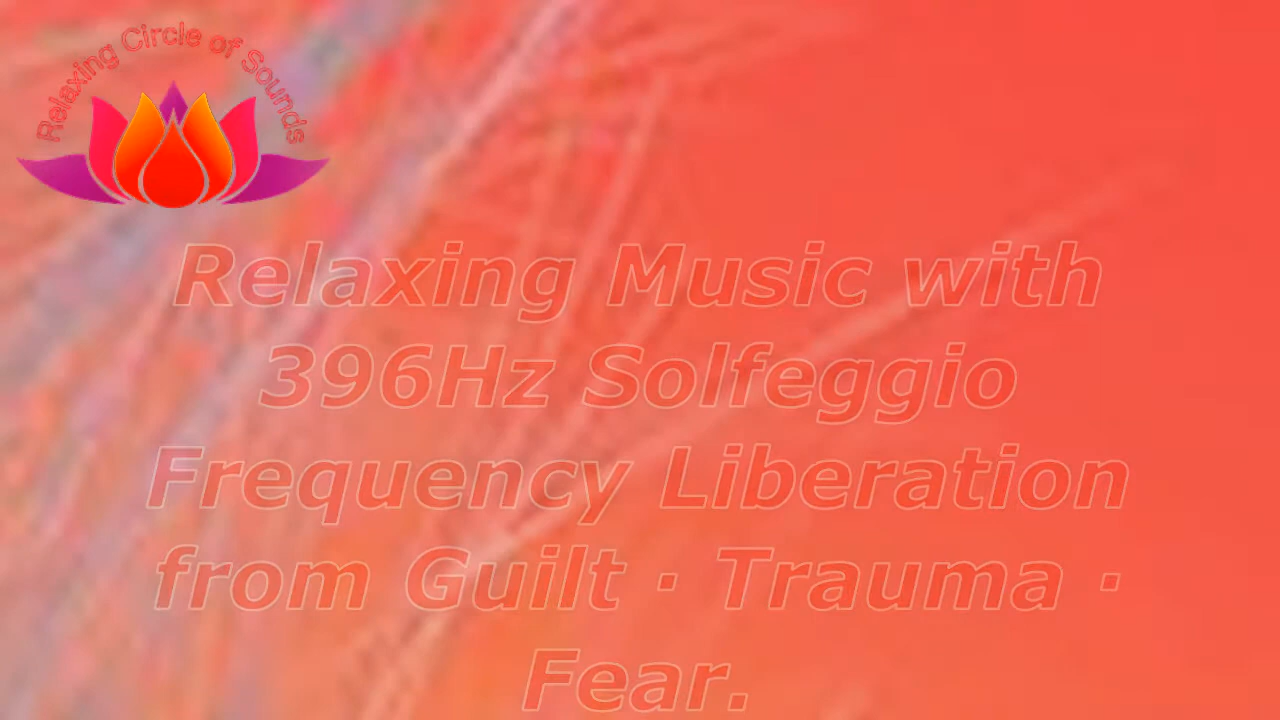 Relaxing Circle of Sounds
Relaxing Music with
396Hz Solfeggio
Frequency Liberation
from Guilt · Trauma ·
Fear.